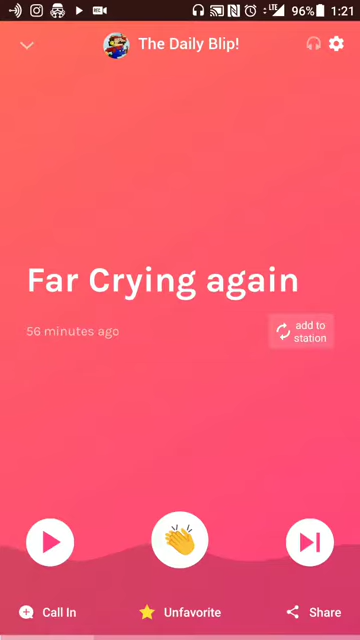 96% 1:21
LTE
The Daily Blip!
Far Crying again
56 minutes ago
add to
station
Call In
Unfavorite
Share